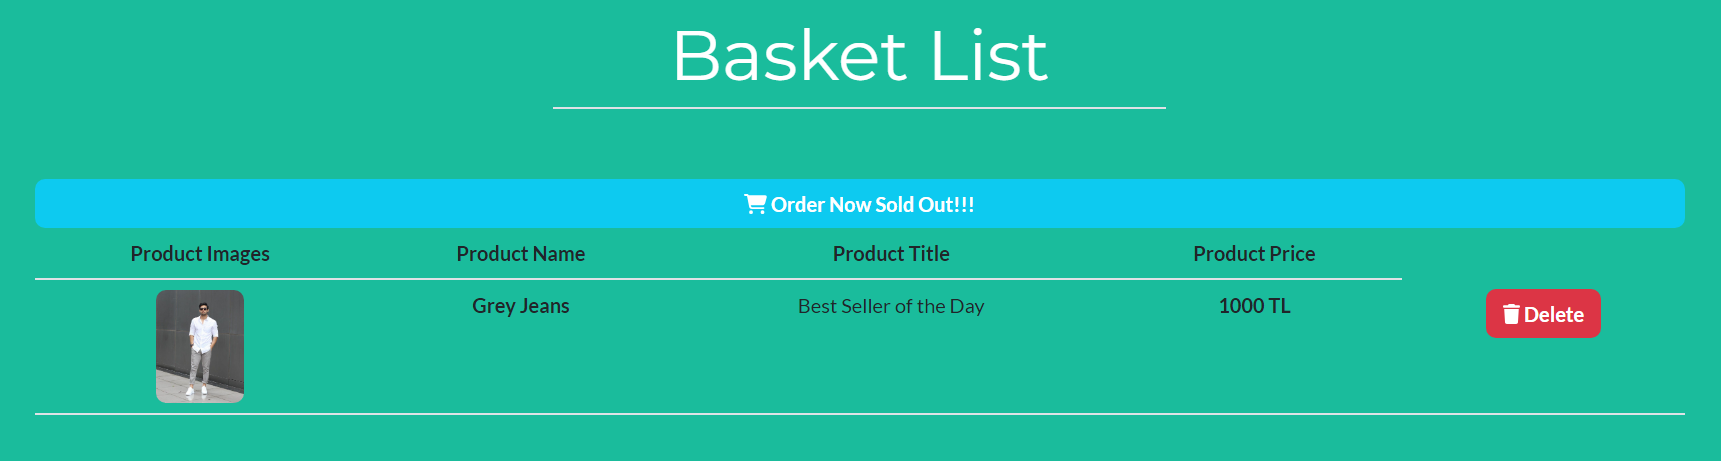 Basket List
Order Now Sold Out!!!
Product Images Product Name Product Title Product Price
Grey Jeans Best Seller of the Day 1000 TL Delete